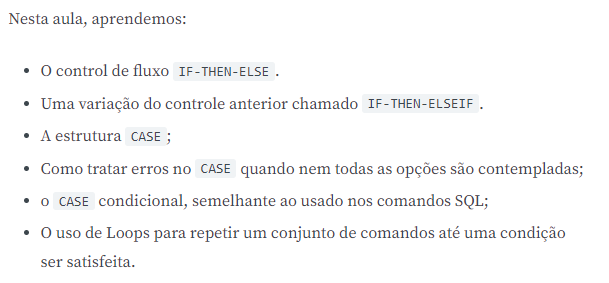 Nesta aula, aprendemos:
O control de fluxo IF-THEN-ELSE.
Uma variação do controle anterior chamado IF-THEN-ELSEIF.
A estrutura CASE;
Como tratar erros no CASE quando nem todas as opções são contempladas;
o CASE condicional, semelhante ao usado nos comandos SQL;
O uso de Loops para repetir um conjunto de comandos até uma condição
ser satisfeita.